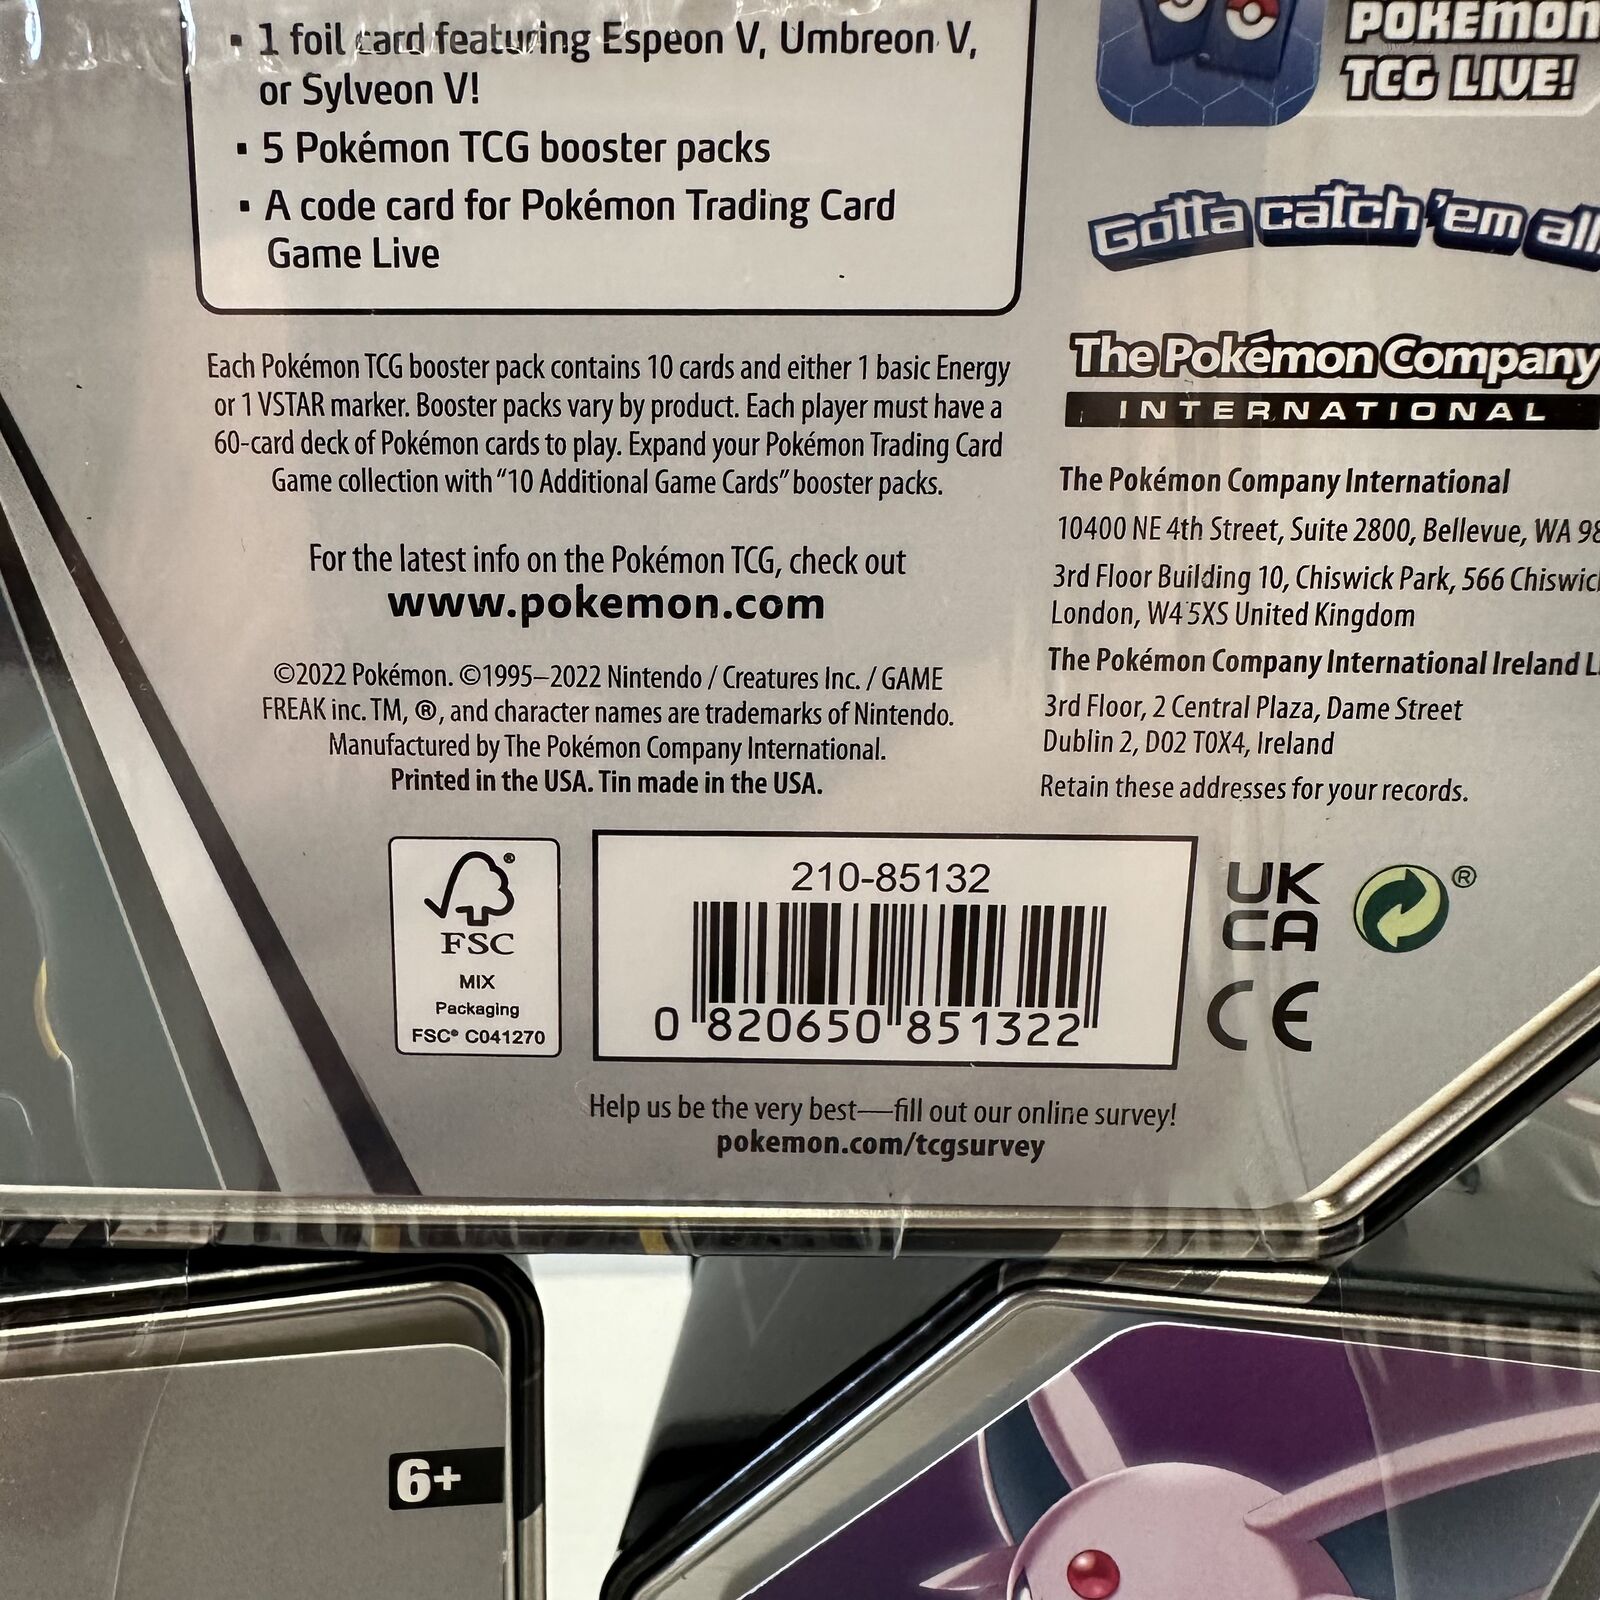 ▪ 1 foil card featuring Espeon V, Umbreon V,
or Sylveon V!
▪ 5 Pokémon TCG booster packs
▪ A code card for Pokémon Trading Card
Game Live
Each Pokémon TCG booster pack contains 10 cards and either 1 basic Energy
or 1 VSTAR marker. Booster packs vary by product. Each player must have a
60-card deck of Pokémon cards to play. Expand your Pokémon Trading Card
Game collection with “10 Additional Game Cards” booster packs.
For the latest info on the Pokémon TCG, check out
www.pokemon.com
©2022 Pokémon. ©1995–2022 Nintendo / Creatures Inc. / GAME
FREAK inc. TM, ®, and character names are trademarks of Nintendo.
Manufactured by The Pokémon Company International.
Printed in the USA. Tin made in the USA.
POKÉMON
TCG LIVE!
Gotta catch ’em all
The Pokémon Company
INTERNATIONAL
The Pokémon Company International
10400 NE 4th Street, Suite 2800, Bellevue, WA 98
3rd Floor Building 10, Chiswick Park, 566 Chiswic
London, W4 5XS United Kingdom
The Pokémon Company International Ireland L
3rd Floor, 2 Central Plaza, Dame Street
Dublin 2, D02 T0X4, Ireland
Retain these addresses for your records.
®
FSC
MIX
Packaging
FSC® C041270
210-85132
0 820650 851322
UK
CA
®
CE
Help us be the very best—fill out our online survey!
pokemon.com/tcgsurvey
6+